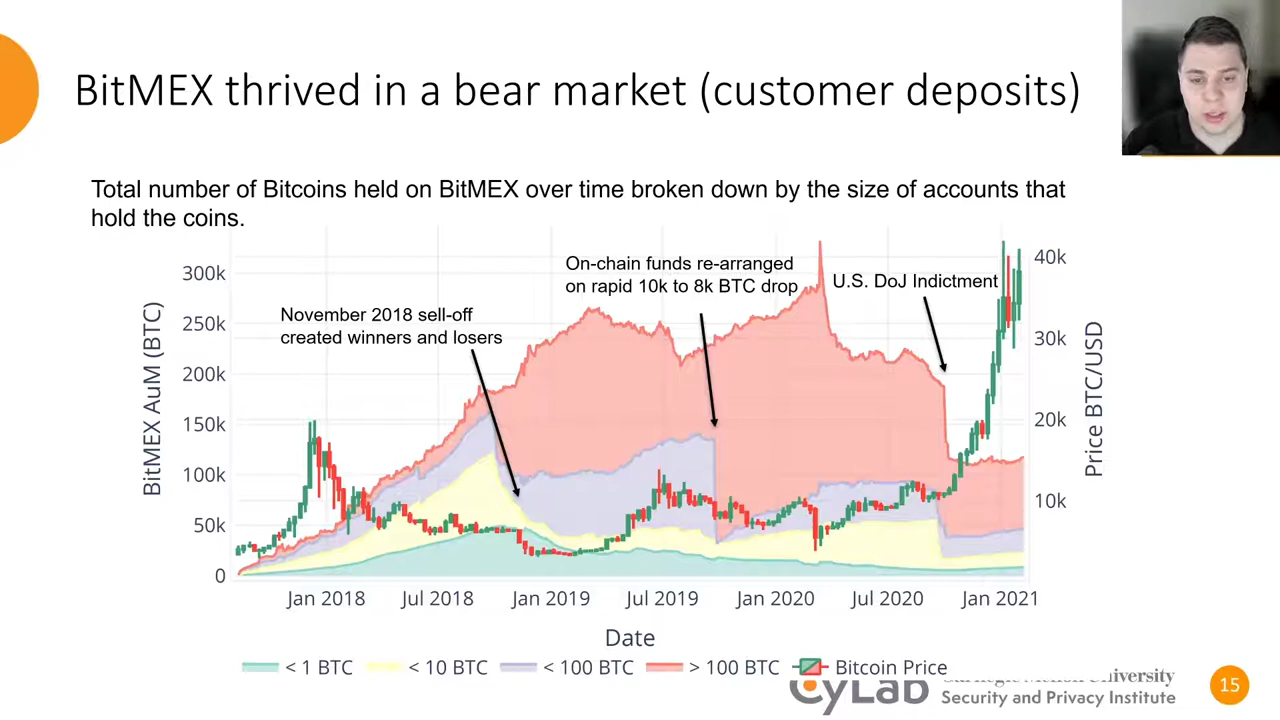 BitMEX thrived in a bear market (customer deposits)
Total number of Bitcoins held on BitMEX over time broken down by the size of accounts that
hold the coins.
On-chain funds re-arranged
on rapid 10k to 8k BTC drop
U.S. DoJ Indictment
November 2018 sell-off
created winners and losers
BitMEX AuM (BTC)
300k
250k
200k
150k
100k
50k
0
40k
30k
20k
10k
Price BTC/USD
Jan 2018
Jul 2018
Jan 2019
Jul 2019
Jan 2020
Jul 2020
Jan 2021
Date
< 1 BTC
< 10 BTC
< 100 BTC
> 100 BTC
Bitcoin Price
CyLab
University
Security and Privacy Institute
15